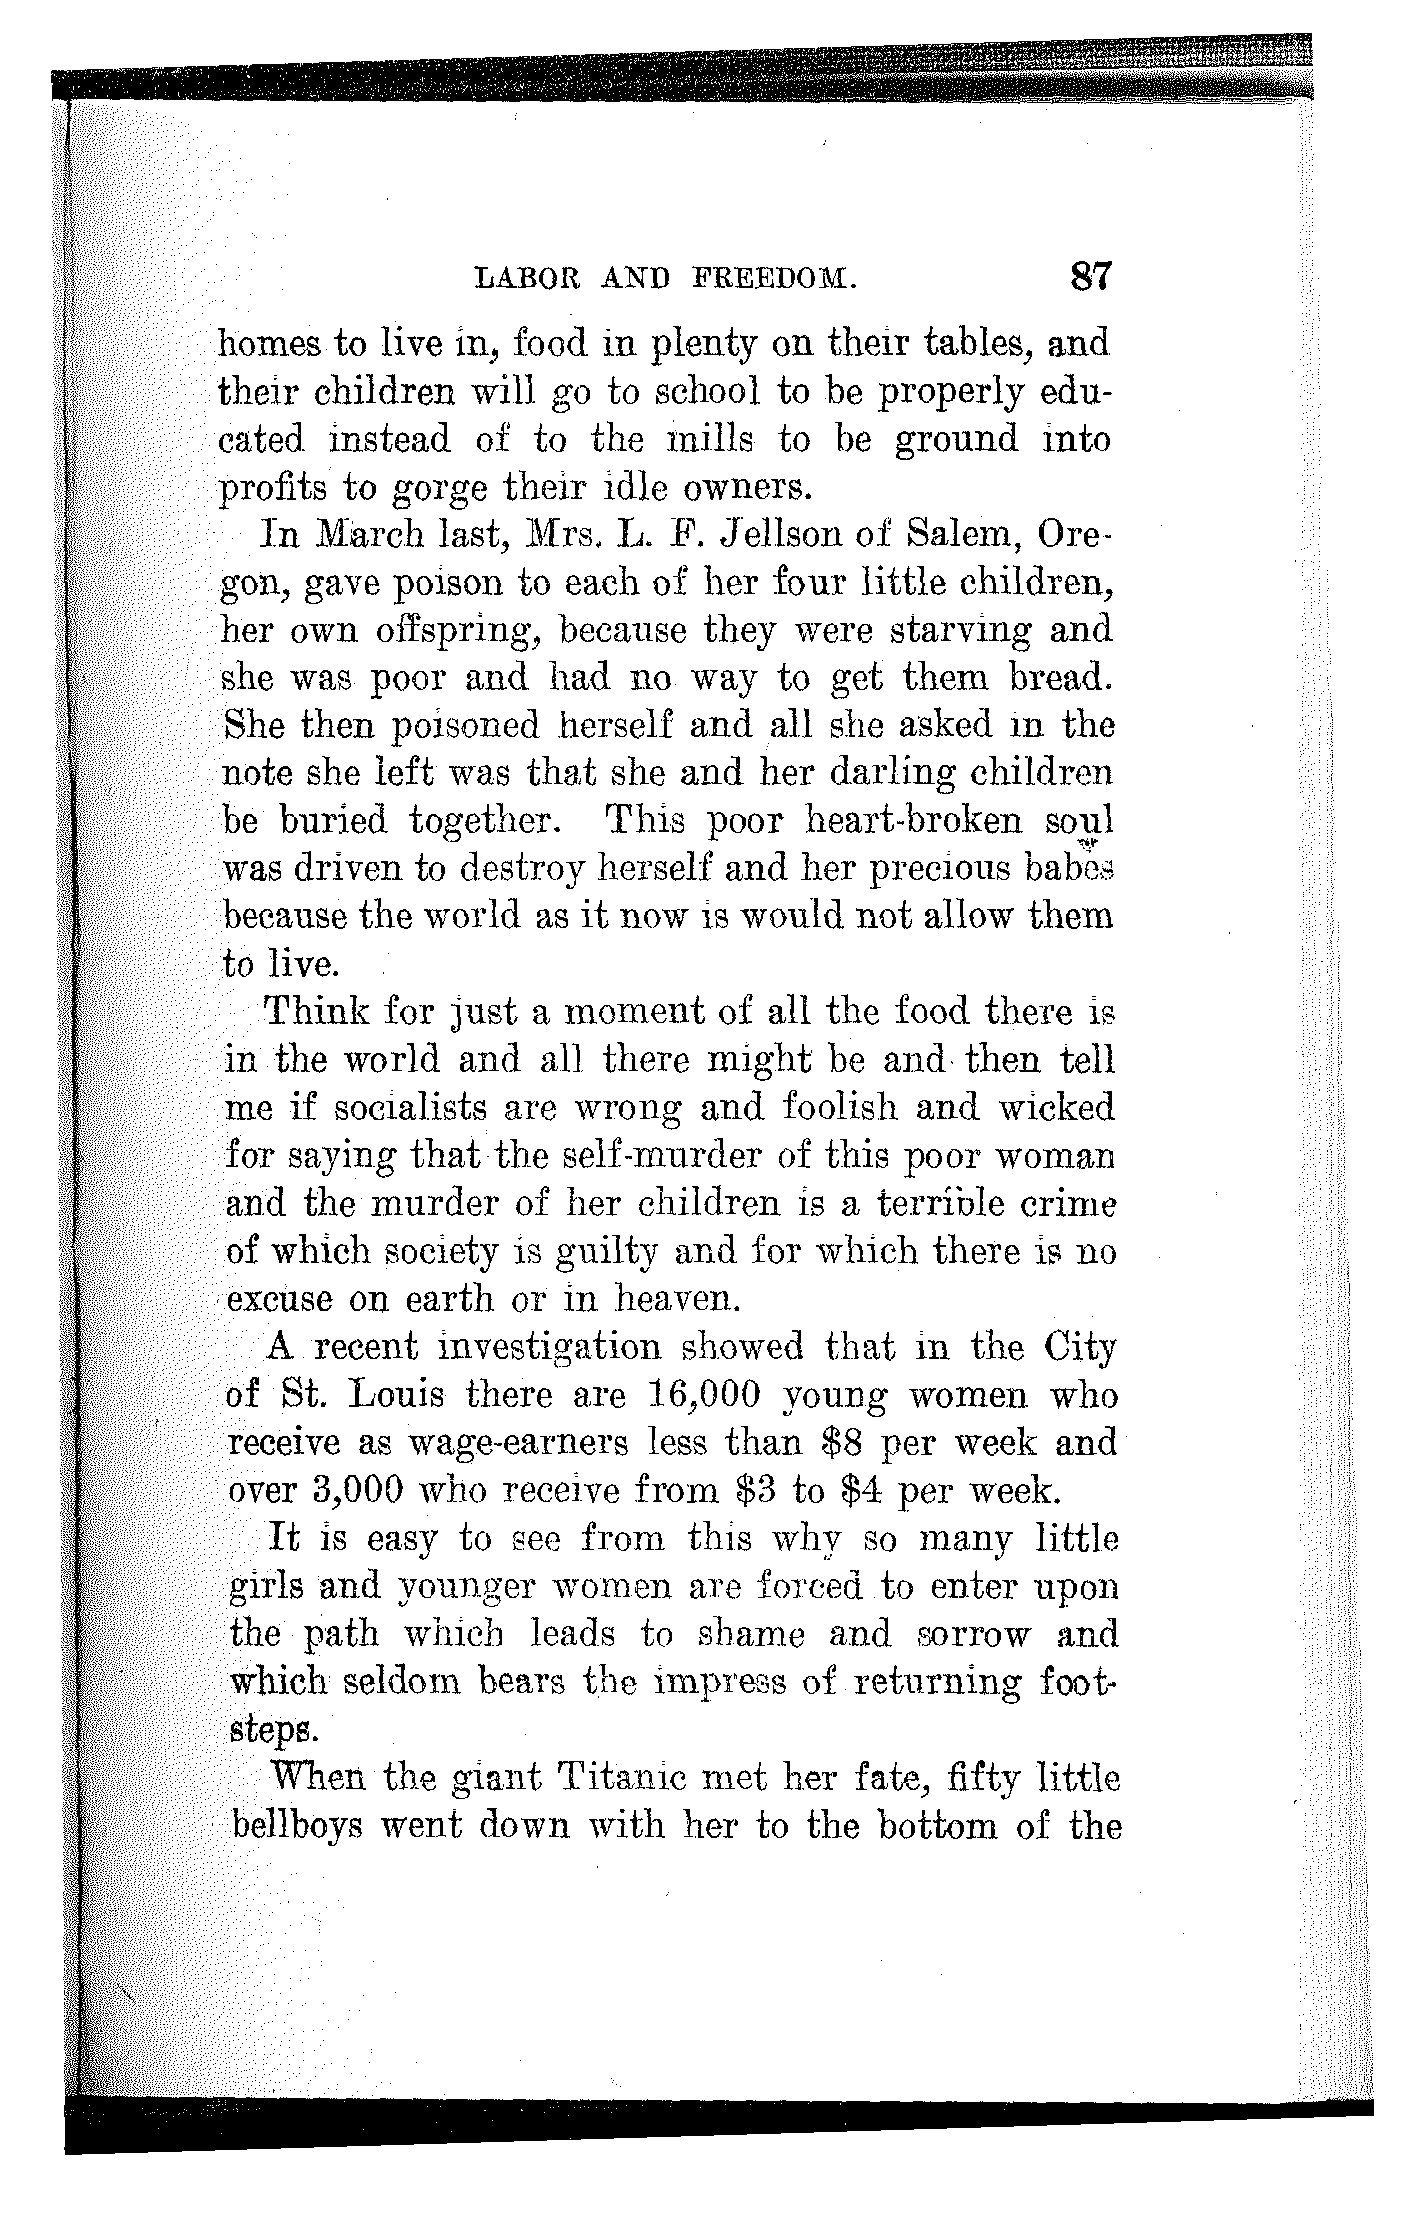 LABOR AND FREEDOM. 87
homes to live in, food in plenty on their tables, and
their children will go to school to be properly edu-
cated instead of to the mills to be ground into
profits to gorge their idle owners.
In March last, Mrs. L. F. Jellson of Salem, Ore-
gon, gave poison to each of her four little children,
her own offspring, because they were starving and
she was poor and had no way to get them bread.
She then poisoned herself and all she asked in the
note she left was that she and her darling children
be buried together. This poor heart-broken soul
was driven to destroy herself and her precious babes
because the world as it now is would not allow them
to live.
Think for just a moment of all the food there is
in the world and all there might be and then tell
me if socialists are wrong and foolish and wicked
for saying that the self-murder of this poor woman
and the murder of her children is a terrible crime
of which society is guilty and for which there is no
excuse on earth or in heaven.
A recent investigation showed that in the City
of St. Louis there are 16,000 young women who
receive as wage-earners less than $8 per week and
over 3,000 who receive from $3 to $4 per week.
It is easy to see from this why so many little
girls and younger women are forced to enter upon
the path which leads to shame and sorrow and
which seldom bears the impress of returning foot-
steps.
When the giant Titanic met her fate, fifty little
bellboys went down with her to the bottom of the